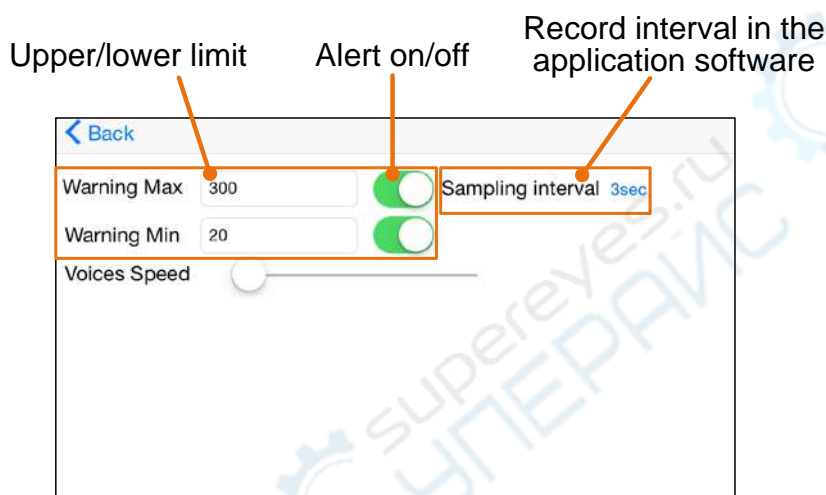 Record interval in the
application software
Upper/lower limit
Alert on/off
Back
Warning Max 300
Sampling interval 3sec
Warning Min 20
Voices Speed
supereyes.ru
УПЕРАЙС